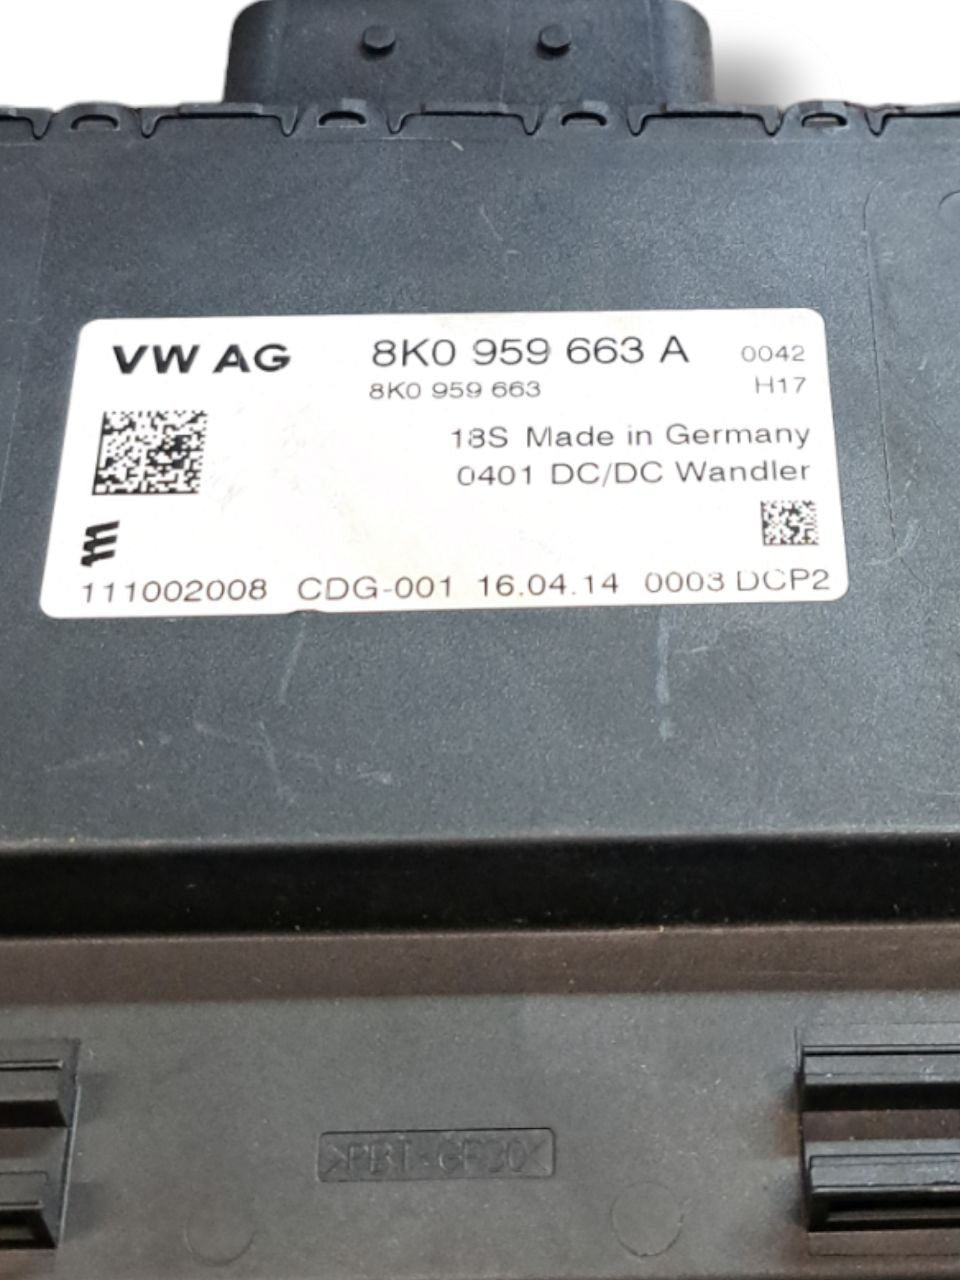 VW AG 8K0 959 663 A 0042
8K0 959 663 H17
18S Made in Germany
0401 DC/DC Wandler
111002008 CDG-001 16.04.14 0003 DCP2
>PBT-GF30<